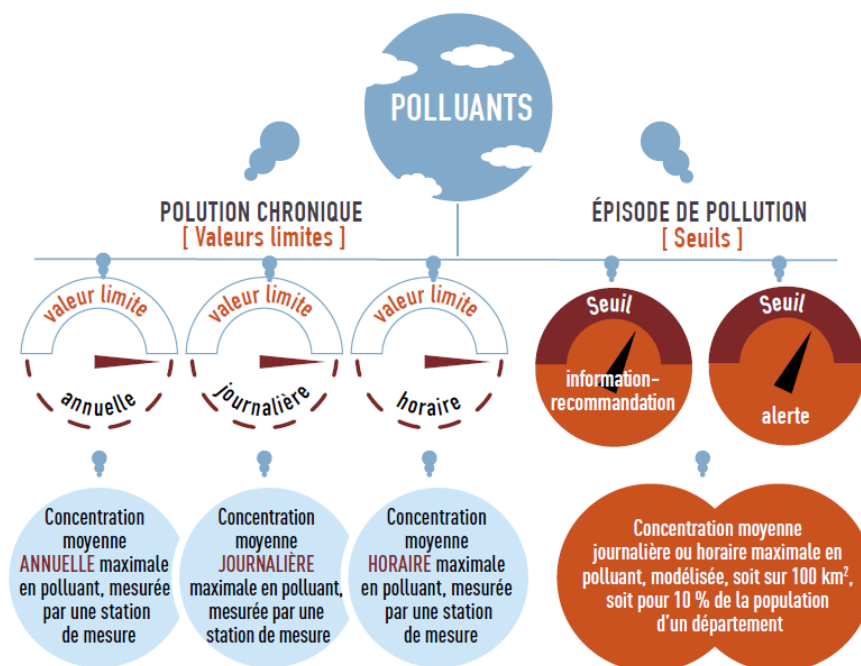 POLLUANTS
POLUTION CHRONIQUE
[ Valeurs limites ]
ÉPISODE DE POLLUTION
[ Seuils ]
valeur limite
annuelle
valeur limite
journalière
valeur limite
horaire
Seuil
information-
recommandation
Seuil
alerte
Concentration
moyenne
ANNUELLE maximale
en polluant, mesurée
par une station
de mesure
Concentration
moyenne
JOURNALIÈRE
maximale en polluant,
mesurée par une
station de mesure
Concentration
moyenne
HORAIRE maximale
en polluant, mesurée
par une station
de mesure
Concentration moyenne
journalière ou horaire maximale en
polluant, modélisée, soit sur 100 km²,
soit pour 10 % de la population
d'un département